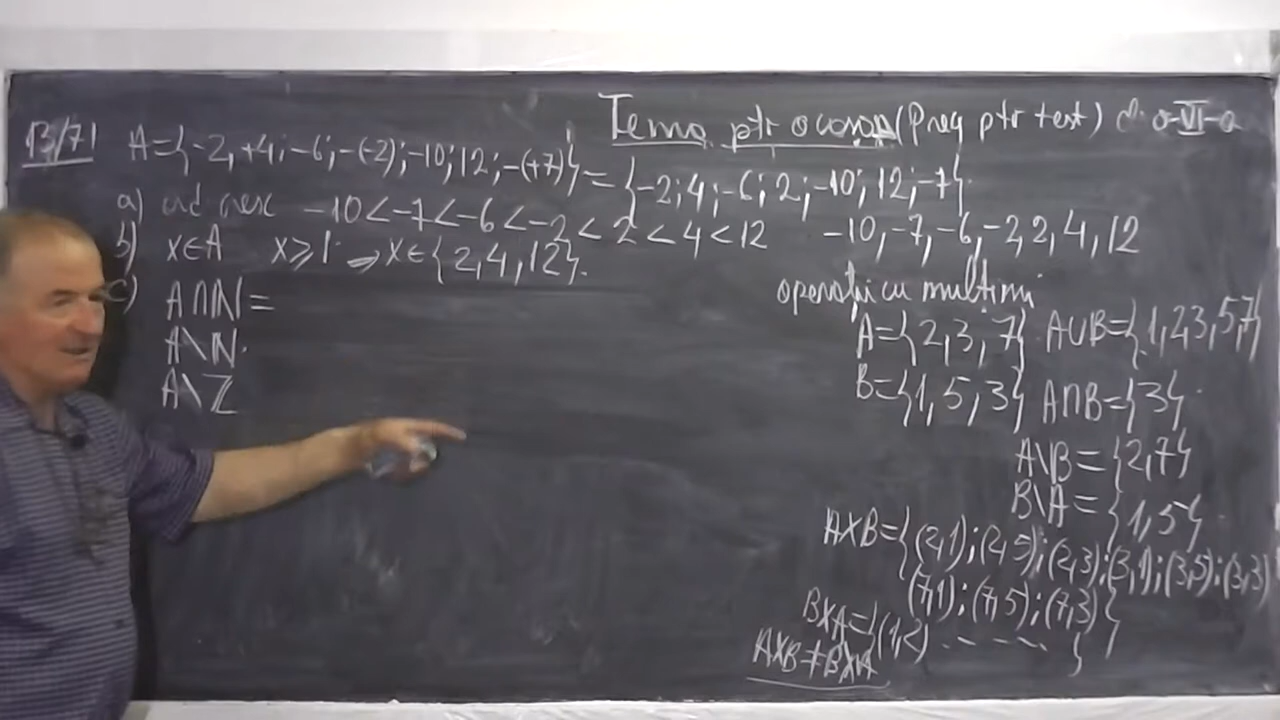 Tema ptr acasă (Preg ptr test) cls a-VI-a
13/71 A={-2, +4; -6; -(-2); -10; 12; -(+7)} = {-2; 4; -6; 2; -10; 12; -7}
a) ord cresc -10 < -7 < -6 < -2 < 2 < 4 < 12 -10, -7, -6, -2, 2, 4, 12
b) x∈A x≥1 ⇒ x∈{2, 4, 12}.
c) A∩ℕ=
A\ℕ
A\ℤ
operații cu mulțimi
A={2, 3, 7} A∪B={1, 2, 3, 5, 7}
B={1, 5, 3} A∩B={3}
A\B={2, 7}
B\A={1, 5}
A×B={(2,1); (2,5); (2,3); (3,1); (3,5); (3,3)
(7,1); (7,5); (7,3)}
B×A={(1,2) - - - - - }
A×B≠B×A